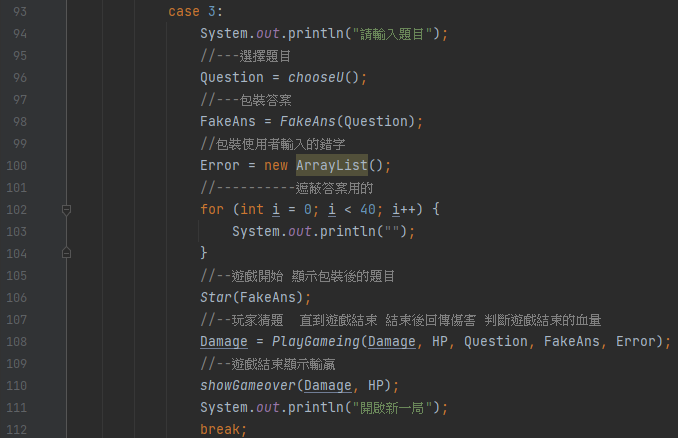 93 case 3:
94 System.out.println("請輸入題目");
95 //---選擇題目
96 Question = chooseU();
97 //---包裝答案
98 FakeAns = FakeAns(Question);
99 //包裝使用者輸入的錯字
100 Error = new ArrayList();
101 //----------遮蔽答案用的
102 for (int i = 0; i < 40; i++) {
103 System.out.println("");
104 }
105 //--遊戲開始 顯示包裝後的題目
106 Star(FakeAns);
107 //--玩家猜題  直到遊戲結束 結束後回傳傷害 判斷遊戲結束的血量
108 Damage = PlayGameing(Damage, HP, Question, FakeAns, Error);
109 //--遊戲結束顯示輸贏
110 showGameover(Damage, HP);
111 System.out.println("開啟新一局");
112 break;